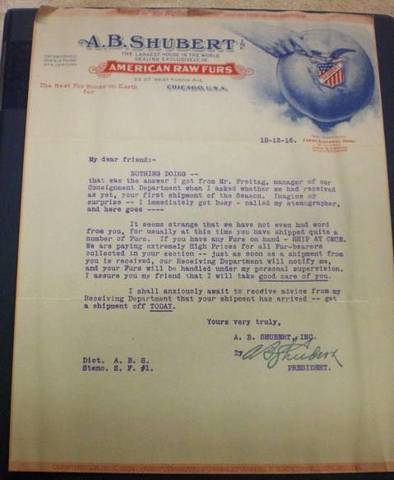 A.B.SHUBERT
THE LARGEST HOUSE IN THE WORLD
DEALING EXCLUSIVELY IN
AMERICAN RAW FURS
25-27 WEST AUSTIN AVE.
The Best Fur House on Earth
CHICAGO, U.S.A.
12-12-16.
My dear friend:-
NOTHING DOING --
that was the answer I got from Mr. Freitag, manager of our
Consignment Department when I asked whether we had received
as yet, your first shipment of the Season. Imagine my
surprise -- I immediately got busy - called my stenographer,
and here goes ----
It seems strange that we have not even had word
from you, for usually at this time you have shipped quite a
number of Furs. If you have any Furs on hand - SHIP AT ONCE.
We are paying extremely High Prices for all Fur-bearers
collected in your section -- just as soon as a shipment from
you is received, our Receiving Department will notify me,
and your Furs will be handled under my personal supervision.
I assure you my friend that I will take good care of you.
I shall anxiously await to receive advice from my
Receiving Department that your shipment has arrived -- get
a shipment off TODAY.
Yours very truly,
A. B. SHUBERT, INC.
By A B Shubert
PRESIDENT.
Dict. A. B. S.
Steno. E. F. #1.